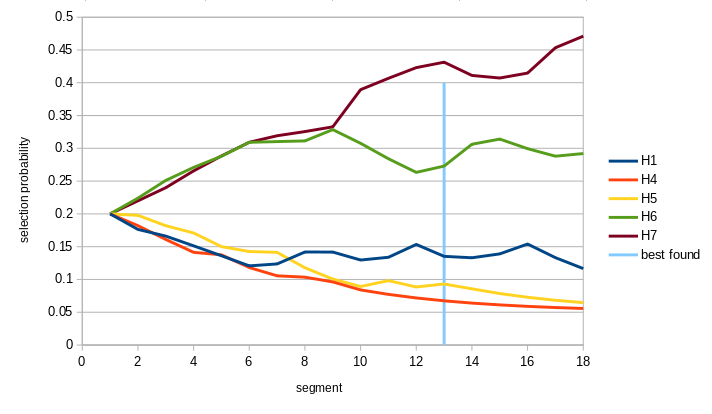 0.5
0.45
0.4
0.35
0.3
0.25
0.2
0.15
0.1
0.05
0
selection probability
0 2 4 6 8 10 12 14 16 18
segment
H1
H4
H5
H6
H7
best found